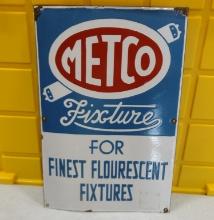 METCO
Fixture
FOR
FINEST FLOURESCENT
FIXTURES